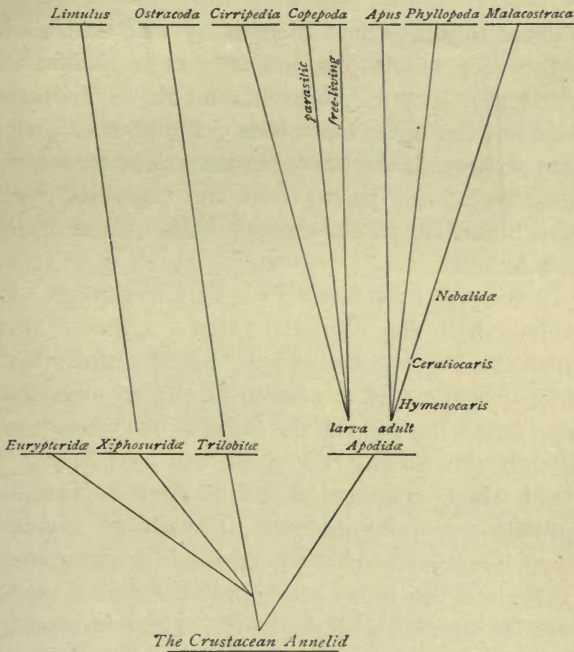 Limulus Ostracoda Cirripedia Copepoda Apus Phyllopoda Malacostraca
parasitic
free-living
Nebalidæ
Ceratiocaris
Hymenocaris
larva adult
Eurypteridæ Xiphosuridæ Trilobitæ Apodidæ
The Crustacean Annelid